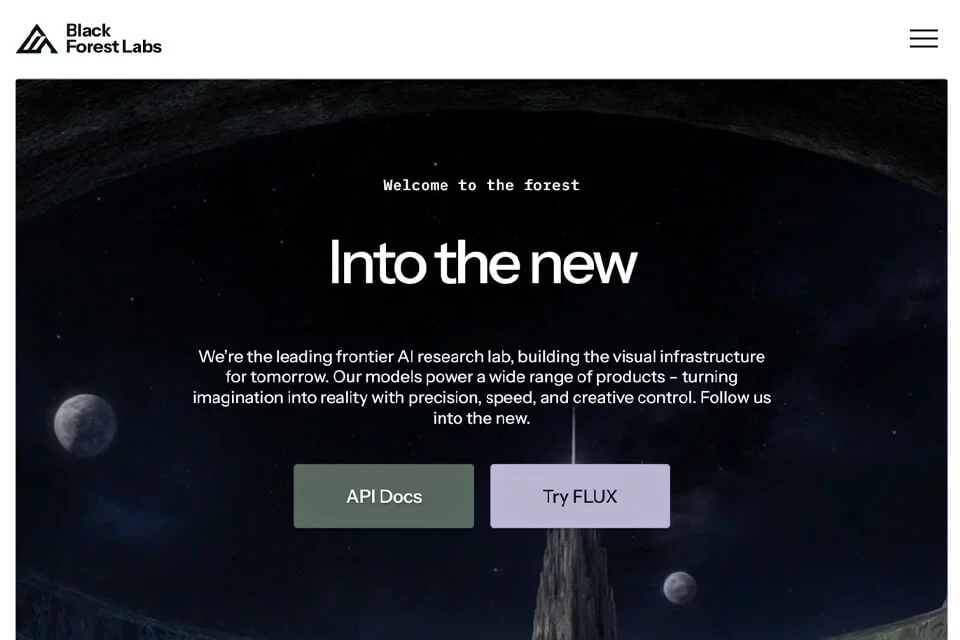 Black
Forest Labs
Welcome to the forest
Into the new
We're the leading frontier AI research lab, building the visual infrastructure
for tomorrow. Our models power a wide range of products – turning
imagination into reality with precision, speed, and creative control. Follow us
into the new.
API Docs
Try FLUX